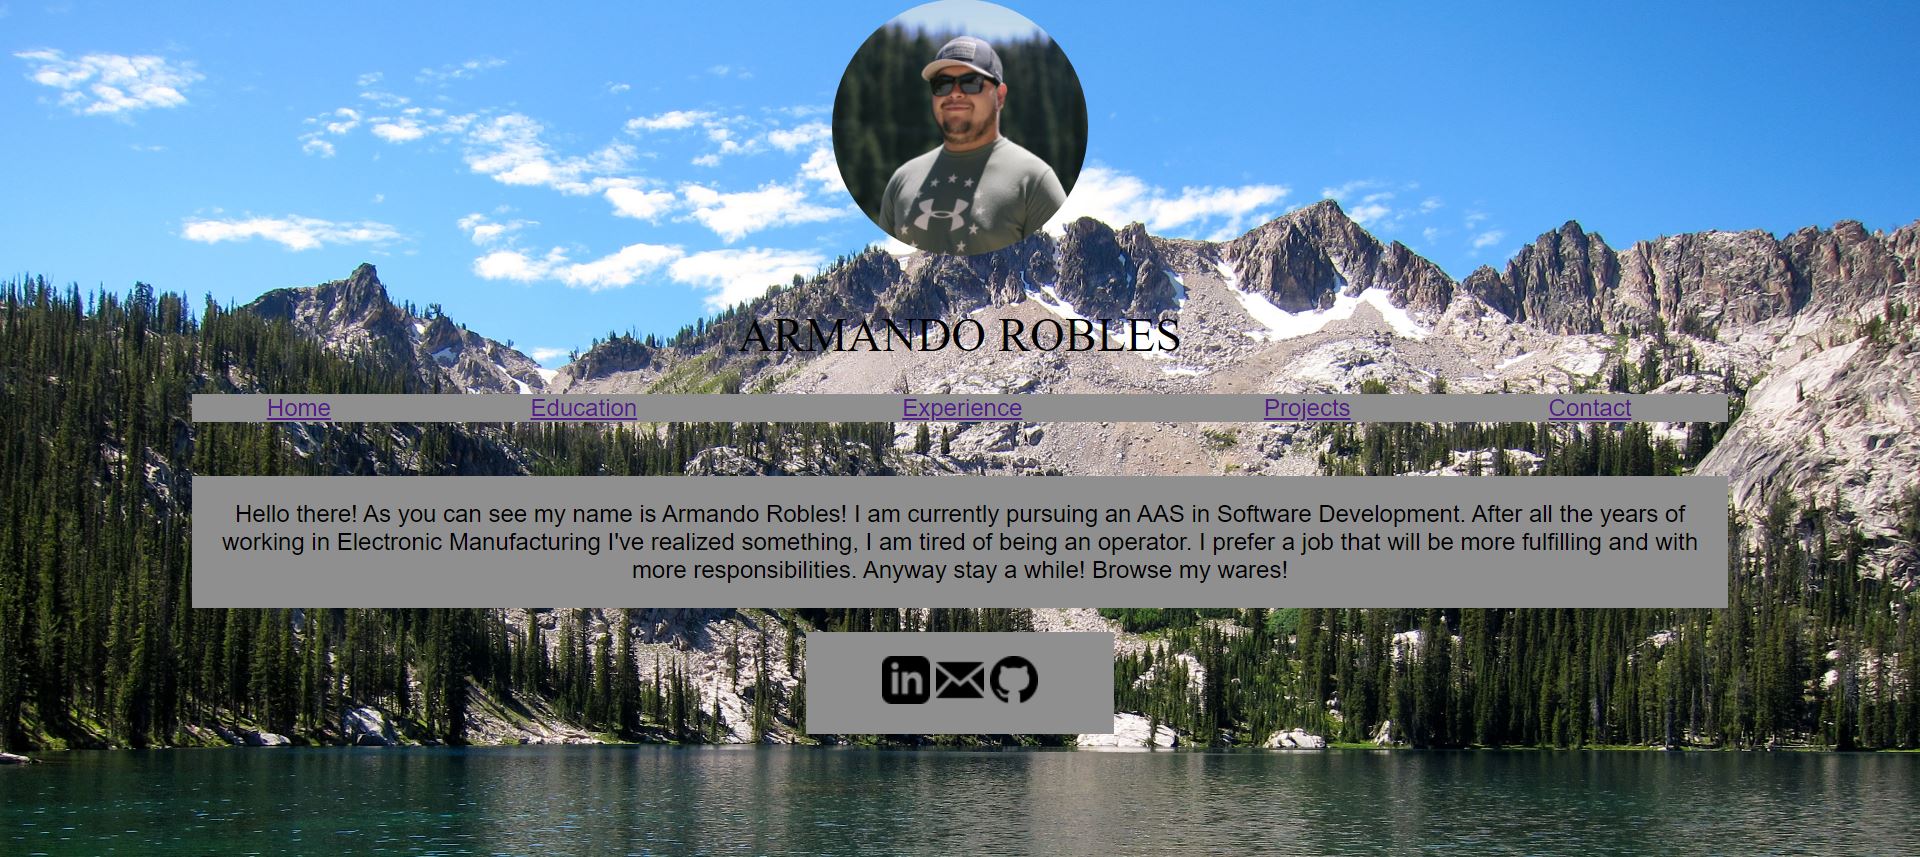 ARMANDO ROBLES
Home Education Experience Projects Contact
Hello there! As you can see my name is Armando Robles! I am currently pursuing an AAS in Software Development. After all the years of
working in Electronic Manufacturing I've realized something, I am tired of being an operator. I prefer a job that will be more fulfilling and with
more responsibilities. Anyway stay a while! Browse my wares!
in